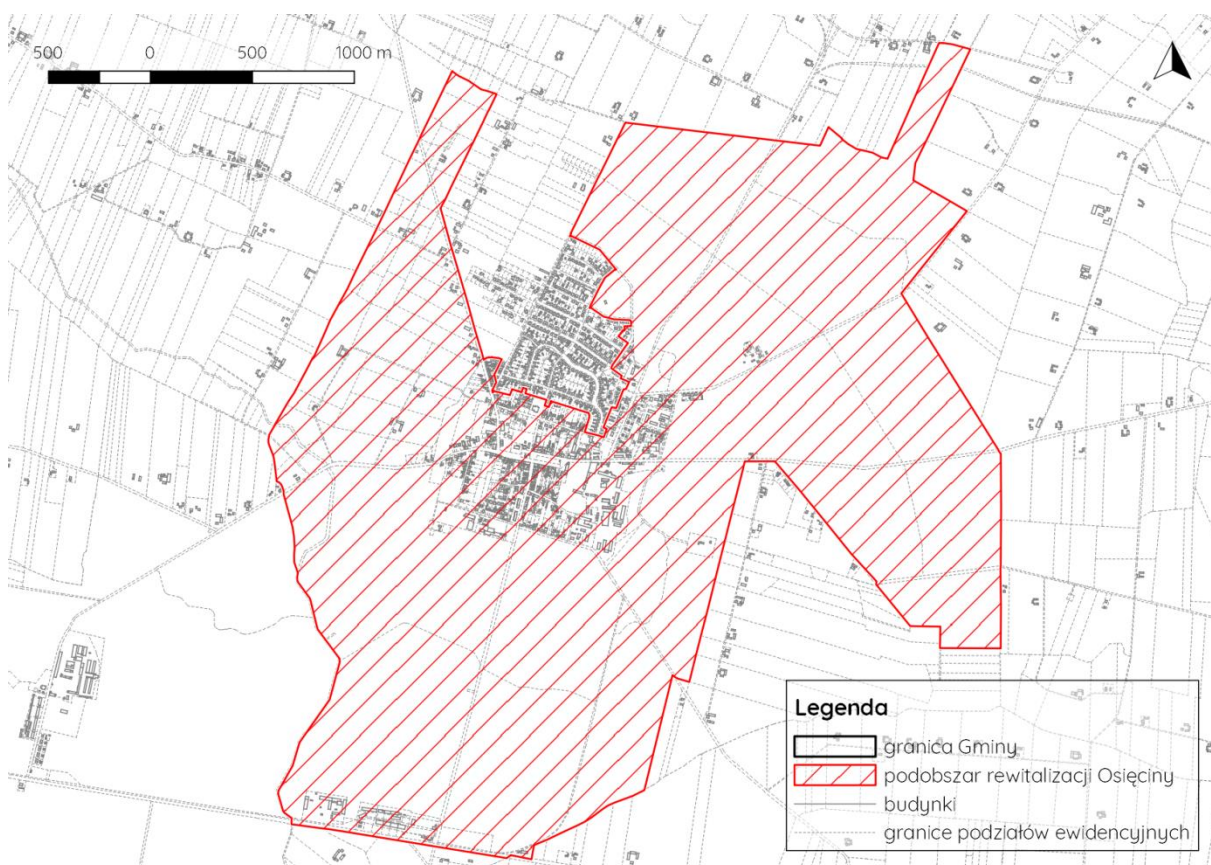 500 0 500 1000 m
Legenda
granica Gminy
podobszar rewitalizacji Osięciny
budynki
granice podziałów ewidencyjnych